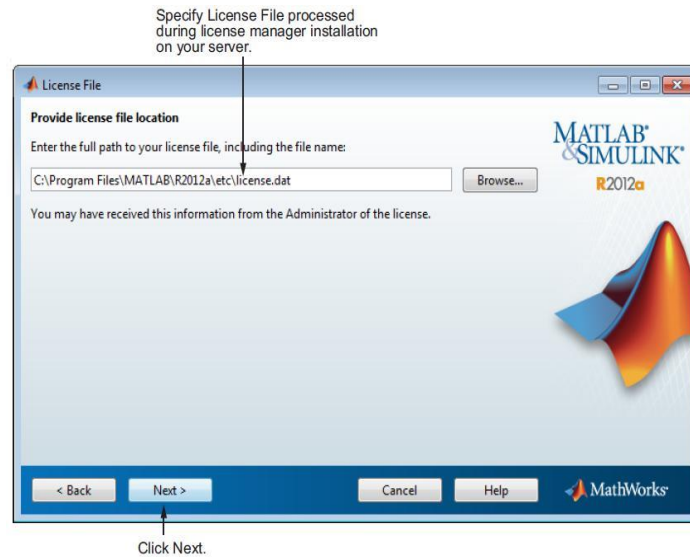 Specify License File processed
during license manager installation
on your server.
License File
Provide license file location
Enter the full path to your license file, including the file name:
C:\Program Files\MATLAB\R2012a\etc\license.dat
Browse...
You may have received this information from the Administrator of the license.
MATLAB®
&SIMULINK®
R2012a
< Back
Next >
Cancel
Help
MathWorks®
Click Next.